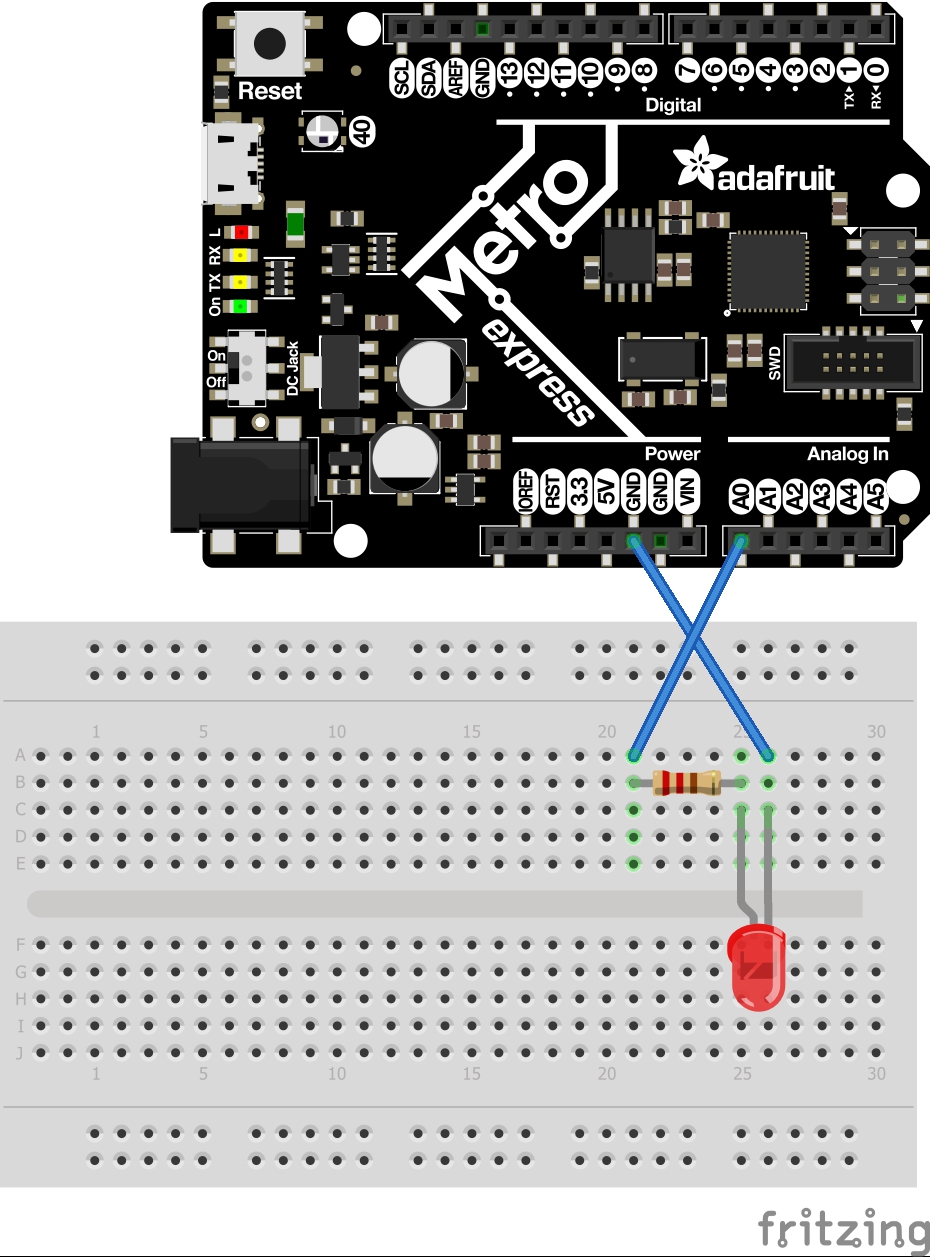 Reset
SCL SDA AREF GND 13 12 11 10 9 8 7 6 5 4 3 2 1 0
TX RX
Digital
40
adafruit
Metro
express
L
RX
TX
On
On
Off
DC Jack
SWD
Power
Analog In
IOREF RST 3.3 5V GND GND VIN A0 A1 A2 A3 A4 A5
1 5 10 15 20 25 30
A
B
C
D
E
F
G
H
I
J
1 5 10 15 20 25 30
fritzing